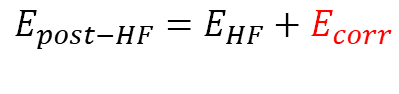 E_{post-HF} = E_{HF} + E_{corr}